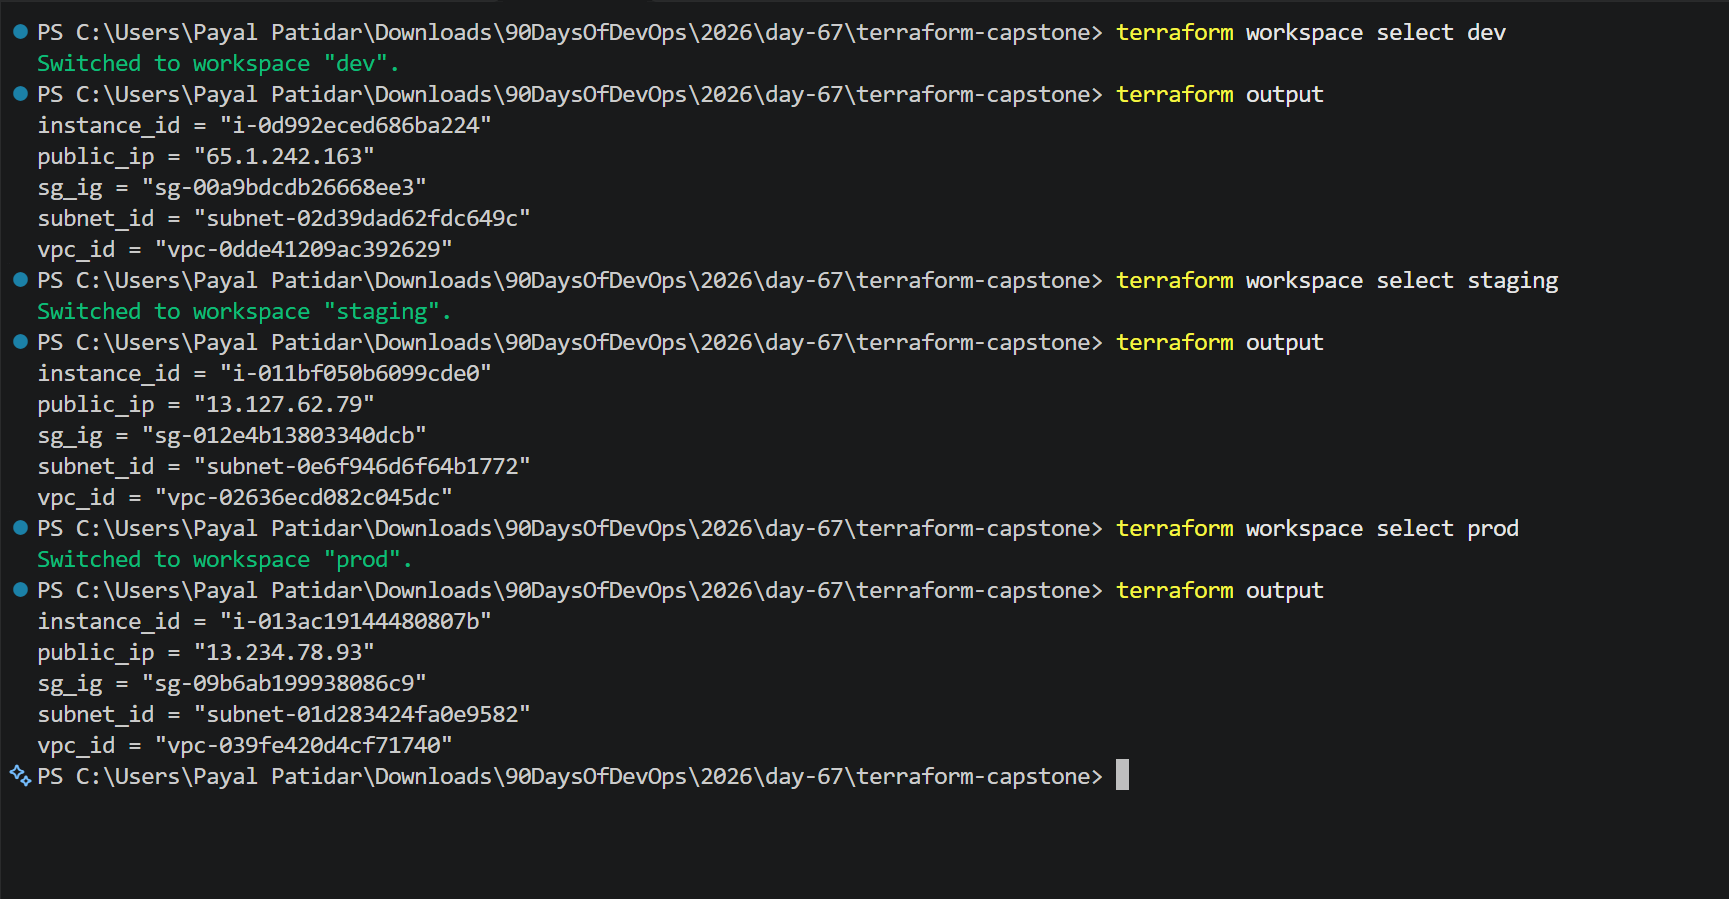 PS C:\Users\Payal Patidar\Downloads\90DaysOfDevOps\2026\day-67\terraform-capstone> terraform workspace select dev
Switched to workspace "dev".
PS C:\Users\Payal Patidar\Downloads\90DaysOfDevOps\2026\day-67\terraform-capstone> terraform output
instance_id = "i-0d992eced686ba224"
public_ip = "65.1.242.163"
sg_ig = "sg-00a9bdcdb26668ee3"
subnet_id = "subnet-02d39dad62fdc649c"
vpc_id = "vpc-0dde41209ac392629"
PS C:\Users\Payal Patidar\Downloads\90DaysOfDevOps\2026\day-67\terraform-capstone> terraform workspace select staging
Switched to workspace "staging".
PS C:\Users\Payal Patidar\Downloads\90DaysOfDevOps\2026\day-67\terraform-capstone> terraform output
instance_id = "i-011bf050b6099cde0"
public_ip = "13.127.62.79"
sg_ig = "sg-012e4b13803340dcb"
subnet_id = "subnet-0e6f946d6f64b1772"
vpc_id = "vpc-02636ecd082c045dc"
PS C:\Users\Payal Patidar\Downloads\90DaysOfDevOps\2026\day-67\terraform-capstone> terraform workspace select prod
Switched to workspace "prod".
PS C:\Users\Payal Patidar\Downloads\90DaysOfDevOps\2026\day-67\terraform-capstone> terraform output
instance_id = "i-013ac19144480807b"
public_ip = "13.234.78.93"
sg_ig = "sg-09b6ab199938086c9"
subnet_id = "subnet-01d283424fa0e9582"
vpc_id = "vpc-039fe420d4cf71740"
PS C:\Users\Payal Patidar\Downloads\90DaysOfDevOps\2026\day-67\terraform-capstone>